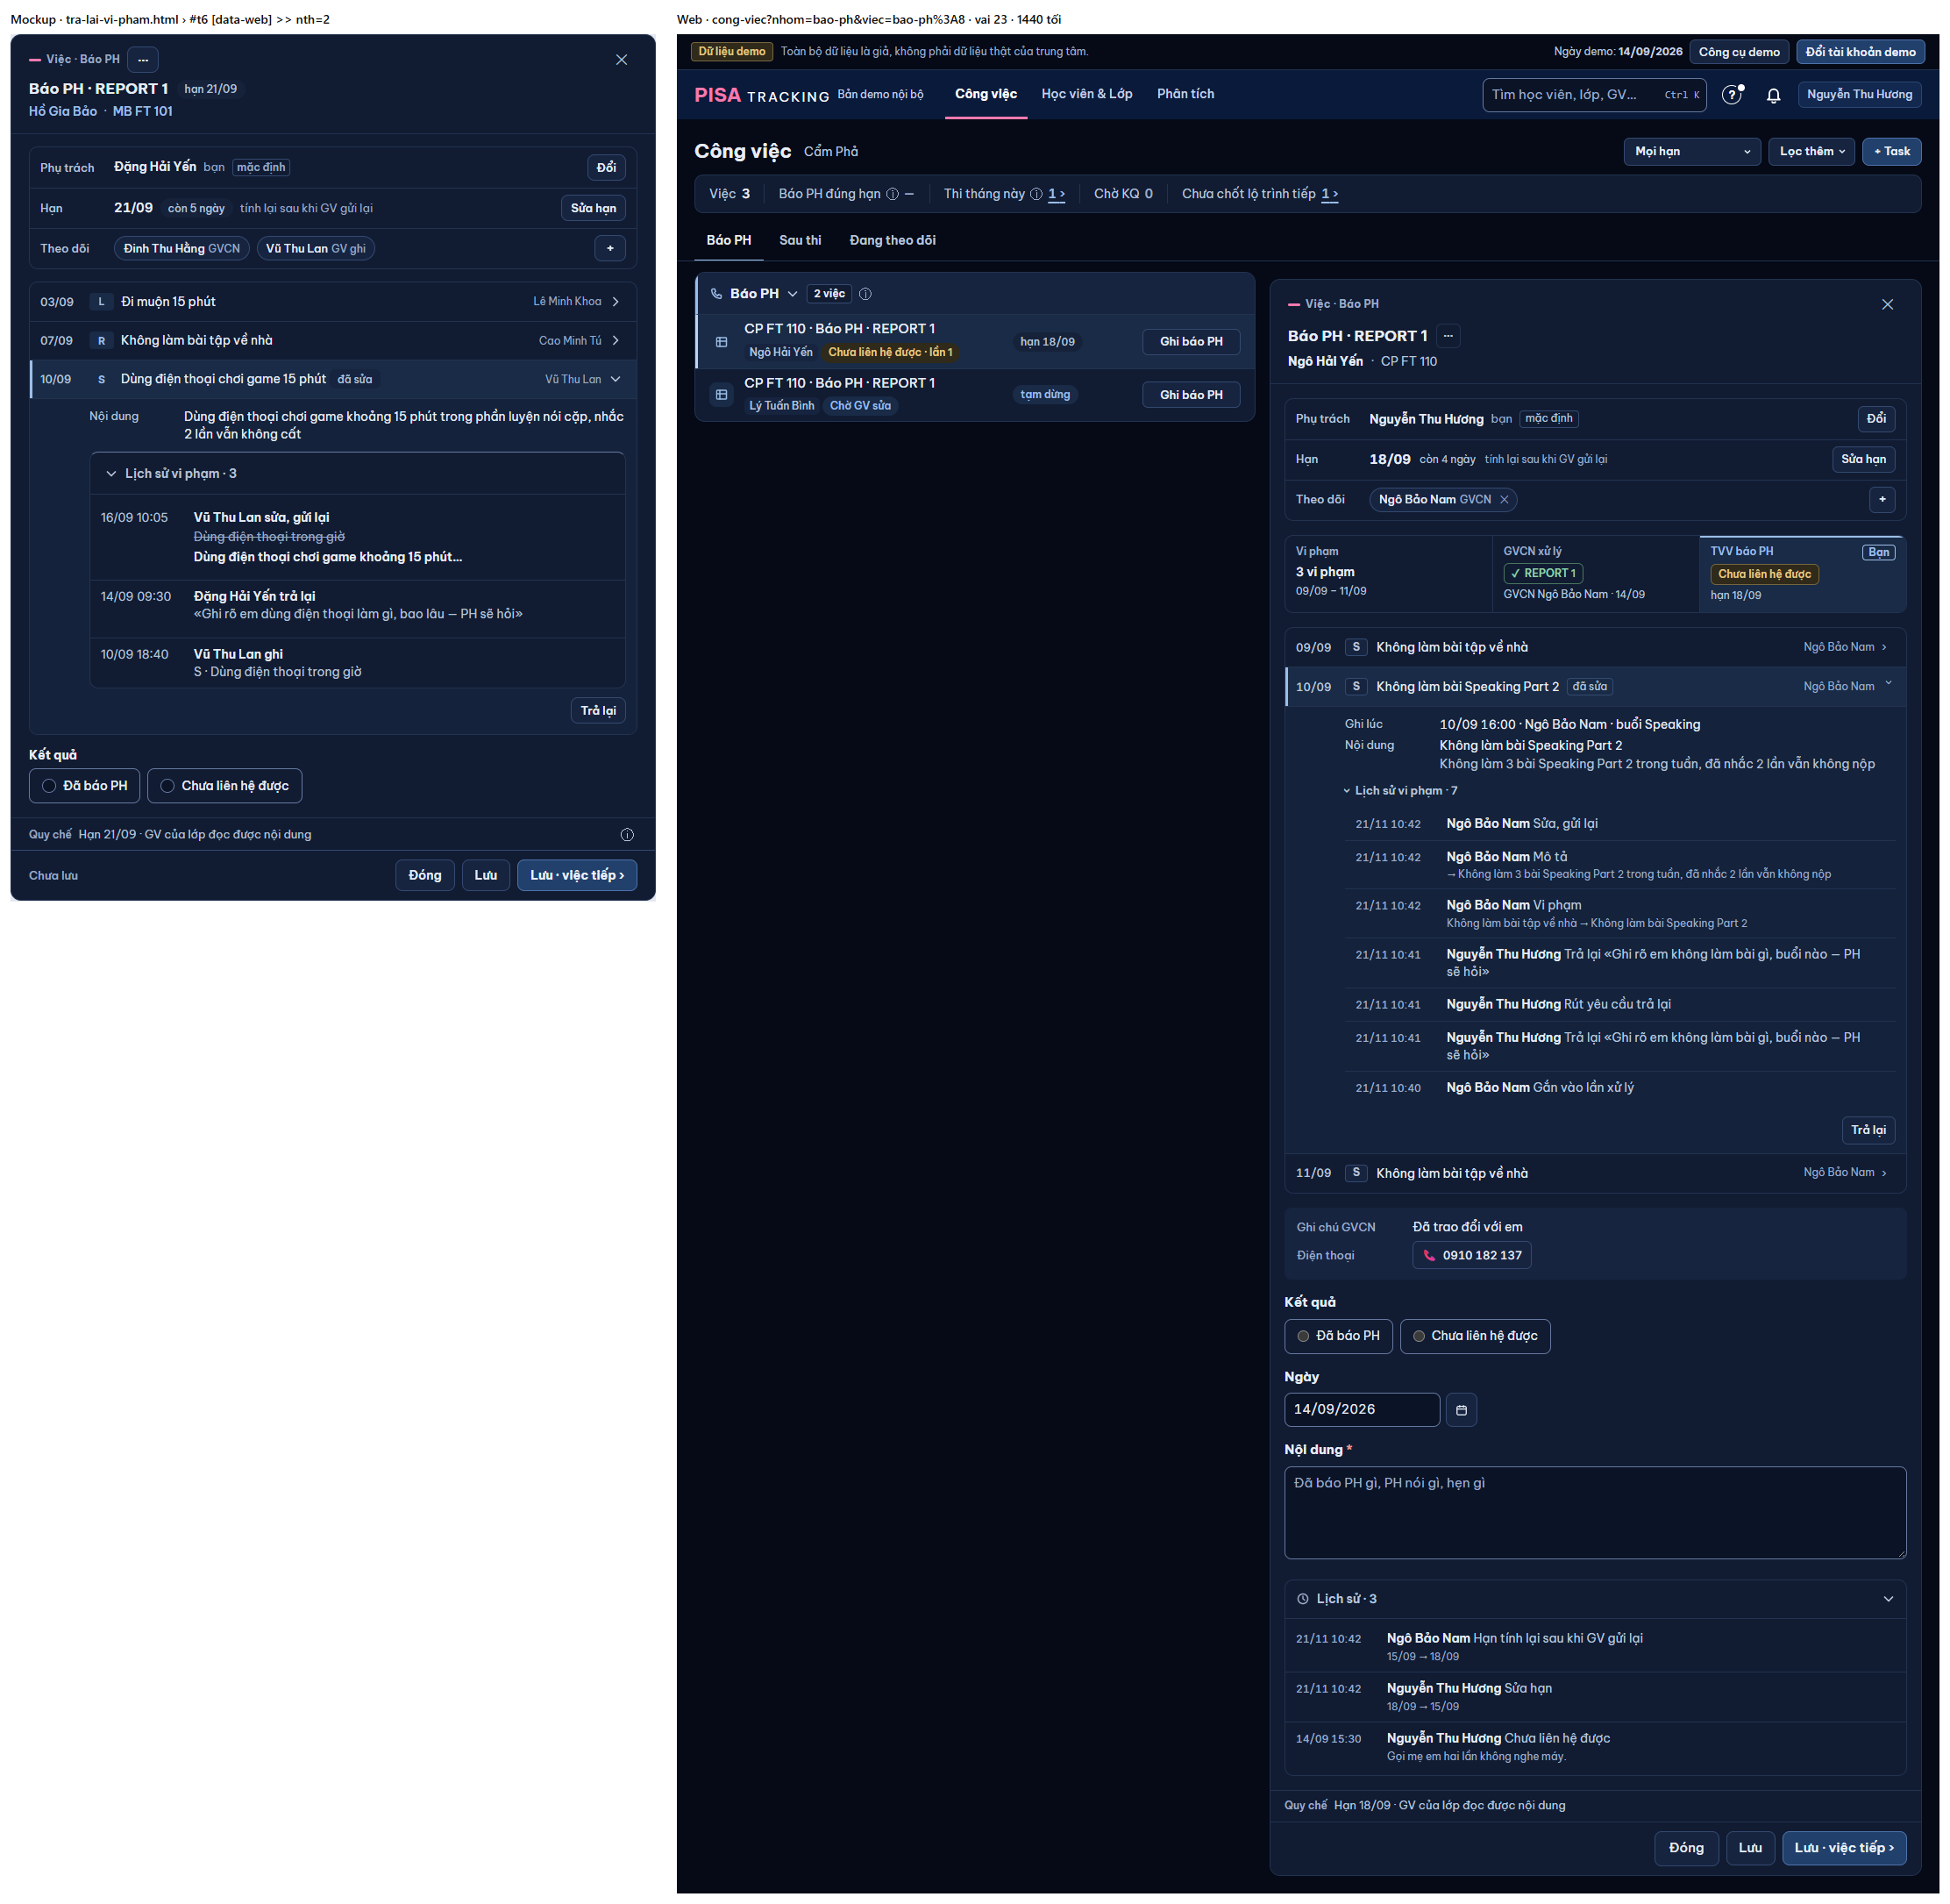 Mockup · tra-lai-vi-pham.html › #t6 [data-web] >> nth=2
Việc · Báo PH ···
Báo PH · REPORT 1 hạn 21/09
Hồ Gia Bảo · MB FT 101
Phụ trách Đặng Hải Yến bạn mặc định Đổi
Hạn 21/09 còn 5 ngày tính lại sau khi GV gửi lại Sửa hạn
Theo dõi Đinh Thu Hằng GVCN Vũ Thu Lan GV ghi +
03/09 L Đi muộn 15 phút Lê Minh Khoa
07/09 R Không làm bài tập về nhà Cao Minh Tú
10/09 S Dùng điện thoại chơi game 15 phút đã sửa Vũ Thu Lan
Nội dung Dùng điện thoại chơi game khoảng 15 phút trong phần luyện nói cặp, nhắc
2 lần vẫn không cất
Lịch sử vi phạm · 3
16/09 10:05 Vũ Thu Lan sửa, gửi lại
Dùng điện thoại trong giờ
Dùng điện thoại chơi game khoảng 15 phút...
14/09 09:30 Đặng Hải Yến trả lại
«Ghi rõ em dùng điện thoại làm gì, bao lâu — PH sẽ hỏi»
10/09 18:40 Vũ Thu Lan ghi
S · Dùng điện thoại trong giờ
Trả lại
Kết quả
Đã báo PH Chưa liên hệ được
Quy chế Hạn 21/09 · GV của lớp đọc được nội dung
Chưa lưu Đóng Lưu Lưu · việc tiếp ›
Web · cong-viec?nhom=bao-ph&viec=bao-ph%3A8 · vai 23 · 1440 tối
Dữ liệu demo Toàn bộ dữ liệu là giả, không phải dữ liệu thật của trung tâm. Ngày demo: 14/09/2026 Công cụ demo Đổi tài khoản demo
PISA TRACKING Bản demo nội bộ Công việc Học viên & Lớp Phân tích Tìm học viên, lớp, GV... Ctrl K ? Nguyễn Thu Hương
Công việc Cẩm Phả Mọi hạn Lọc thêm + Task
Việc 3 Báo PH đúng hạn — Thi tháng này 1 › Chờ KQ 0 Chưa chốt lộ trình tiếp 1 ›
Báo PH Sau thi Đang theo dõi
Báo PH 2 việc
CP FT 110 · Báo PH · REPORT 1 hạn 18/09 Ghi báo PH
Ngô Hải Yến Chưa liên hệ được · lần 1
CP FT 110 · Báo PH · REPORT 1 tạm dừng Ghi báo PH
Lý Tuấn Bình Chờ GV sửa
Việc · Báo PH
Báo PH · REPORT 1 ···
Ngô Hải Yến · CP FT 110
Phụ trách Nguyễn Thu Hương bạn mặc định Đổi
Hạn 18/09 còn 4 ngày tính lại sau khi GV gửi lại Sửa hạn
Theo dõi Ngô Bảo Nam GVCN +
Vi phạm GVCN xử lý TVV báo PH Bạn
3 vi phạm ✓ REPORT 1 Chưa liên hệ được
09/09 – 11/09 GVCN Ngô Bảo Nam · 14/09 hạn 18/09
09/09 S Không làm bài tập về nhà Ngô Bảo Nam ›
10/09 S Không làm bài Speaking Part 2 đã sửa Ngô Bảo Nam
Ghi lúc 10/09 16:00 · Ngô Bảo Nam · buổi Speaking
Nội dung Không làm bài Speaking Part 2
Không làm 3 bài Speaking Part 2 trong tuần, đã nhắc 2 lần vẫn không nộp
Lịch sử vi phạm · 7
21/11 10:42 Ngô Bảo Nam Sửa, gửi lại
21/11 10:42 Ngô Bảo Nam Mô tả
→ Không làm 3 bài Speaking Part 2 trong tuần, đã nhắc 2 lần vẫn không nộp
21/11 10:42 Ngô Bảo Nam Vi phạm
Không làm bài tập về nhà → Không làm bài Speaking Part 2
21/11 10:41 Nguyễn Thu Hương Trả lại «Ghi rõ em không làm bài gì, buổi nào — PH
sẽ hỏi»
21/11 10:41 Nguyễn Thu Hương Rút yêu cầu trả lại
21/11 10:41 Nguyễn Thu Hương Trả lại «Ghi rõ em không làm bài gì, buổi nào — PH
sẽ hỏi»
21/11 10:40 Ngô Bảo Nam Gắn vào lần xử lý
Trả lại
11/09 S Không làm bài tập về nhà Ngô Bảo Nam ›
Ghi chú GVCN Đã trao đổi với em
Điện thoại 0910 182 137
Kết quả
Đã báo PH Chưa liên hệ được
Ngày
14/09/2026
Nội dung *
Đã báo PH gì, PH nói gì, hẹn gì
Lịch sử · 3
21/11 10:42 Ngô Bảo Nam Hạn tính lại sau khi GV gửi lại
15/09 → 18/09
21/11 10:42 Nguyễn Thu Hương Sửa hạn
18/09 → 15/09
14/09 15:30 Nguyễn Thu Hương Chưa liên hệ được
Gọi mẹ em hai lần không nghe máy.
Quy chế Hạn 18/09 · GV của lớp đọc được nội dung
Đóng Lưu Lưu · việc tiếp ›